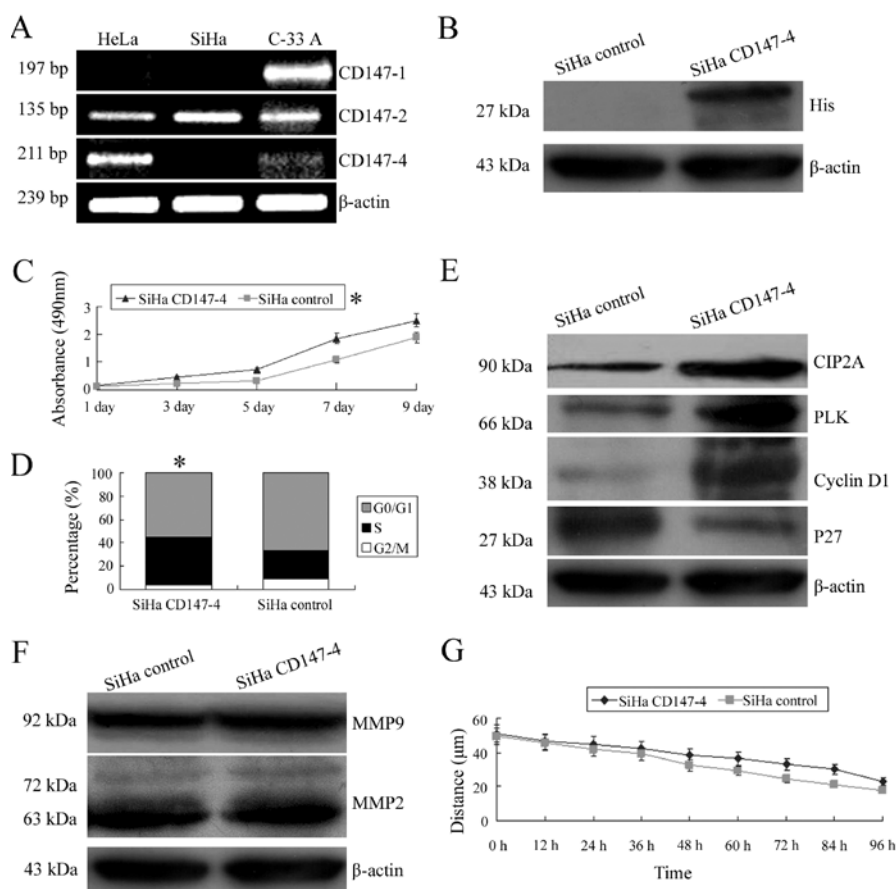 A
HeLa SiHa C-33 A
197 bp CD147-1
135 bp CD147-2
211 bp CD147-4
239 bp β-actin
B
SiHa control SiHa CD147-4
27 kDa His
43 kDa β-actin
C
SiHa CD147-4 SiHa control *
Absorbance (490nm)
3
2
1
0
1 day 3 day 5 day 7 day 9 day
D
*
Percentage (%)
100
80
60
40
20
0
SiHa CD147-4 SiHa control
G0/G1
S
G2/M
E
SiHa control SiHa CD147-4
90 kDa CIP2A
66 kDa PLK
38 kDa Cyclin D1
27 kDa P27
43 kDa β-actin
F
SiHa control SiHa CD147-4
92 kDa MMP9
72 kDa
MMP2
63 kDa
43 kDa β-actin
G
SiHa CD147-4 SiHa control
Distance (μm)
60
40
20
0
0 h 12 h 24 h 36 h 48 h 60 h 72 h 84 h 96 h
Time